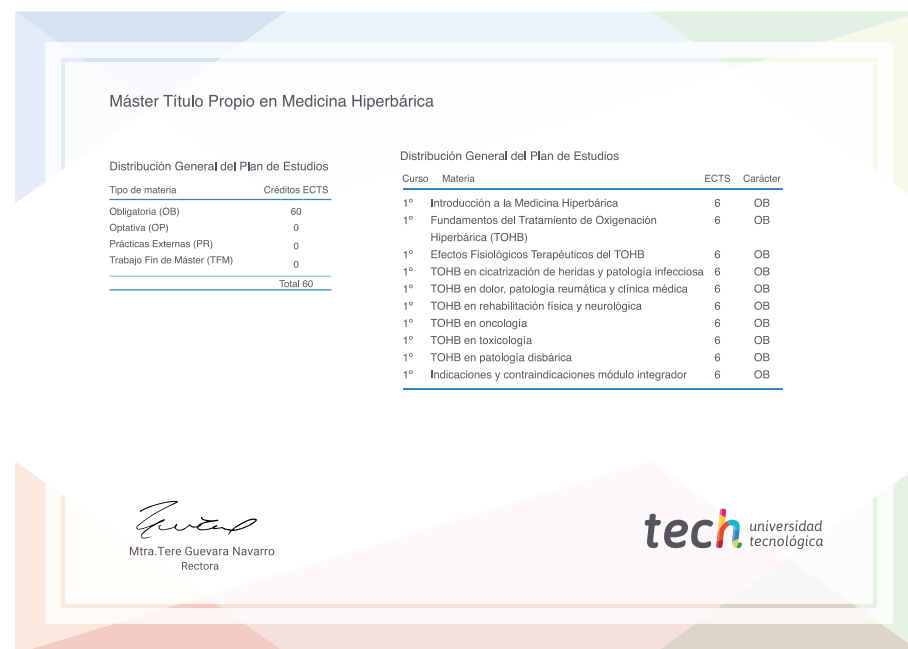 Máster Título Propio en Medicina Hiperbárica
Distribución General del Plan de Estudios
Tipo de materia Créditos ECTS
Obligatoria (OB) 60
Optativa (OP) 0
Prácticas Externas (PR) 0
Trabajo Fin de Máster (TFM) 0
Total 60
Distribución General del Plan de Estudios
Curso Materia ECTS Carácter
1º Introducción a la Medicina Hiperbárica 6 OB
1º Fundamentos del Tratamiento de Oxigenación 6 OB
Hiperbárica (TOHB)
1º Efectos Fisiológicos Terapéuticos del TOHB 6 OB
1º TOHB en cicatrización de heridas y patología infecciosa 6 OB
1º TOHB en dolor, patología reumática y clínica médica 6 OB
1º TOHB en rehabilitación física y neurológica 6 OB
1º TOHB en oncología 6 OB
1º TOHB en toxicología 6 OB
1º TOHB en patología disbárica 6 OB
1º Indicaciones y contraindicaciones módulo integrador 6 OB
Mtra.Tere Guevara Navarro
Rectora
tech universidad
tecnológica